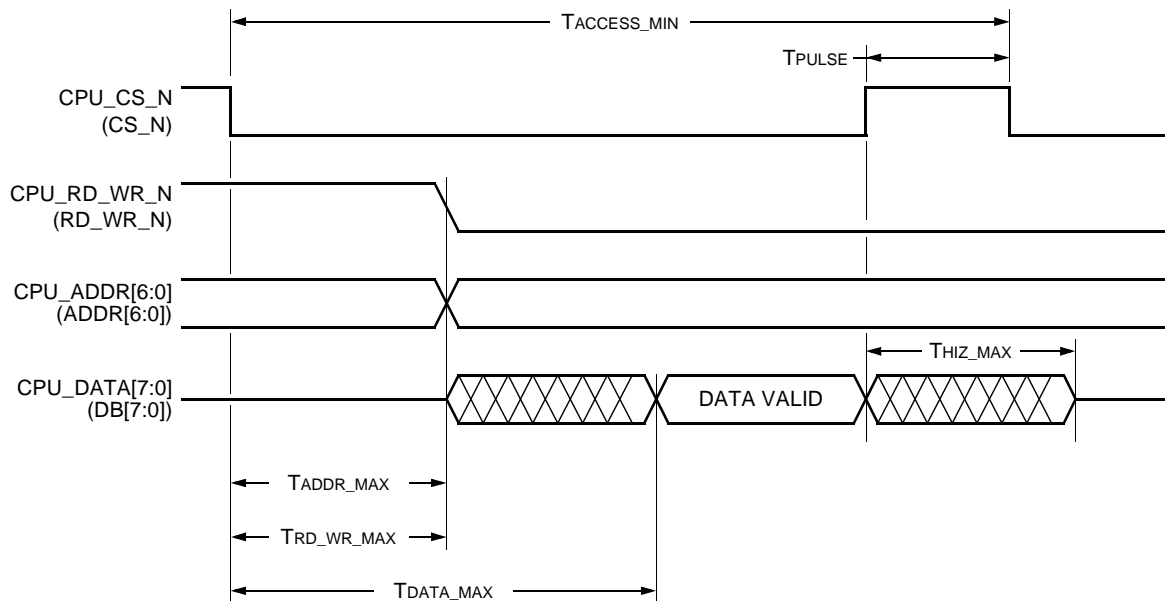 TACCESS_MIN
TPULSE
CPU_CS_N
(CS_N)
CPU_RD_WR_N
(RD_WR_N)
CPU_ADDR[6:0]
(ADDR[6:0])
THIZ_MAX
CPU_DATA[7:0]
(DB[7:0])
DATA VALID
TADDR_MAX
TRD_WR_MAX
TDATA_MAX